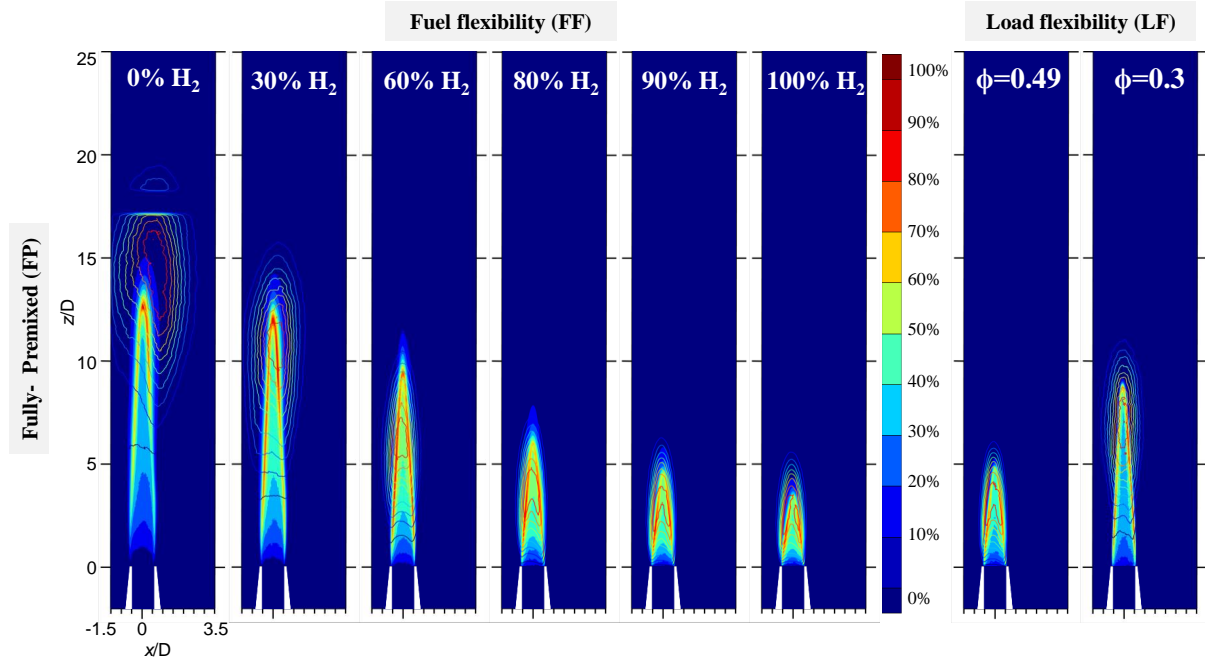 Fuel flexibility (FF)
Load flexibility (LF)
Fully- Premixed (FP)
0% H2
30% H2
60% H2
80% H2
90% H2
100% H2
ϕ=0.49
ϕ=0.3
25
20
15
10
5
0
z/D
-1.5
0
3.5
x/D
100%
90%
80%
70%
60%
50%
40%
30%
20%
10%
0%